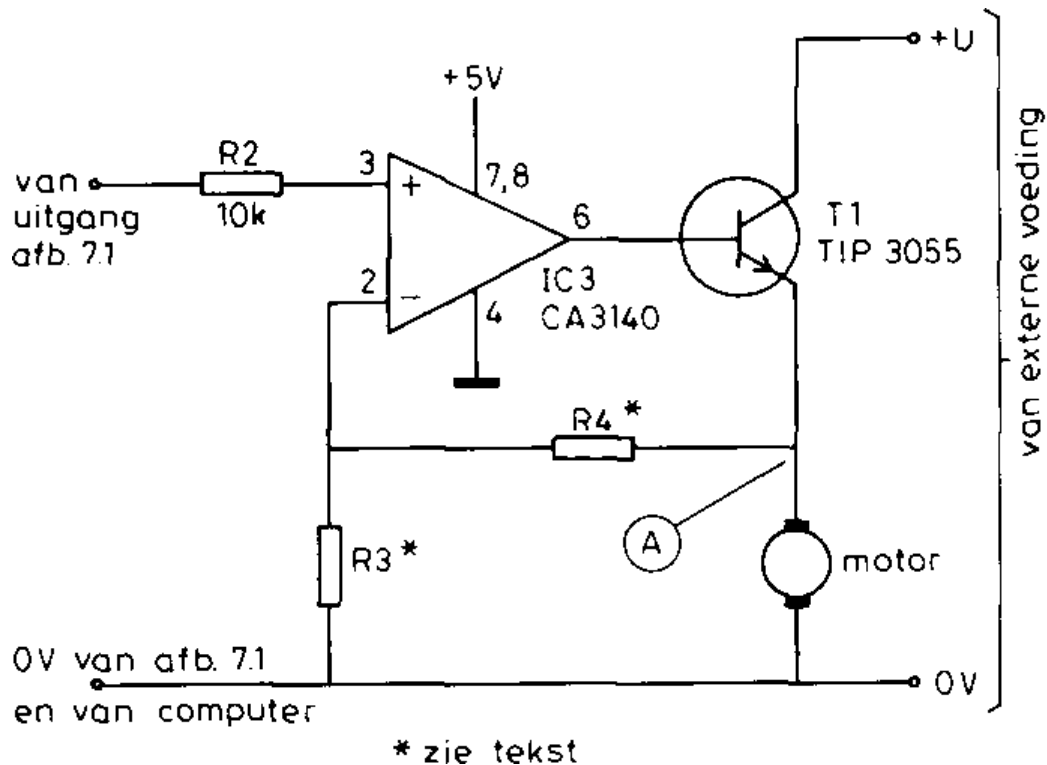 +U
+5V
R2
3
+
7,8
van
10k
6
T1
uitgang
TIP 3055
afb. 7.1
2
−
IC3
4
CA3140
van externe voeding
R4*
A
R3*
motor
0V van afb. 7.1
0V
en van computer
* zie tekst